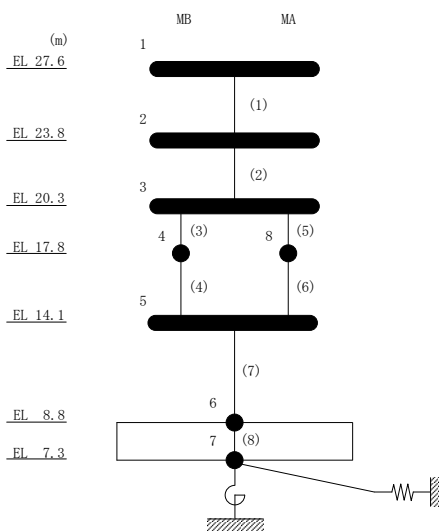 MB MA
(m)
1
EL 27.6
(1)
2
EL 23.8
(2)
3
EL 20.3
4 (3) 8 (5)
EL 17.8
(4) (6)
5
EL 14.1
(7)
6
EL 8.8
7 (8)
EL 7.3